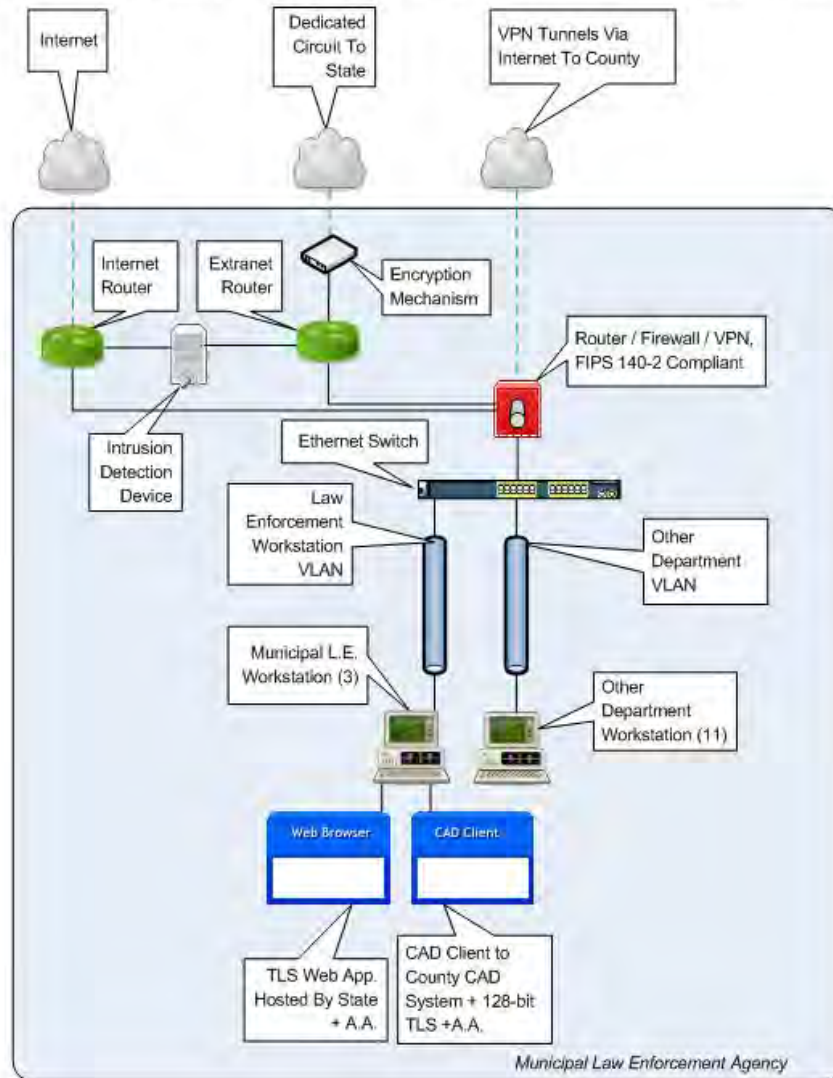 Internet
Dedicated
Circuit To
State
VPN Tunnels Via
Internet To County
Internet
Router
Extranet
Router
Encryption
Mechanism
Router / Firewall / VPN,
FIPS 140-2 Compliant
Intrusion
Detection
Device
Ethernet Switch
Law
Enforcement
Workstation
VLAN
Other
Department
VLAN
Municipal L.E.
Workstation (3)
Other
Department
Workstation (11)
Web Browser
CAD Client
TLS Web App.
Hosted By State
+ A.A.
CAD Client to
County CAD
System + 128-bit
TLS +A.A.
Municipal Law Enforcement Agency